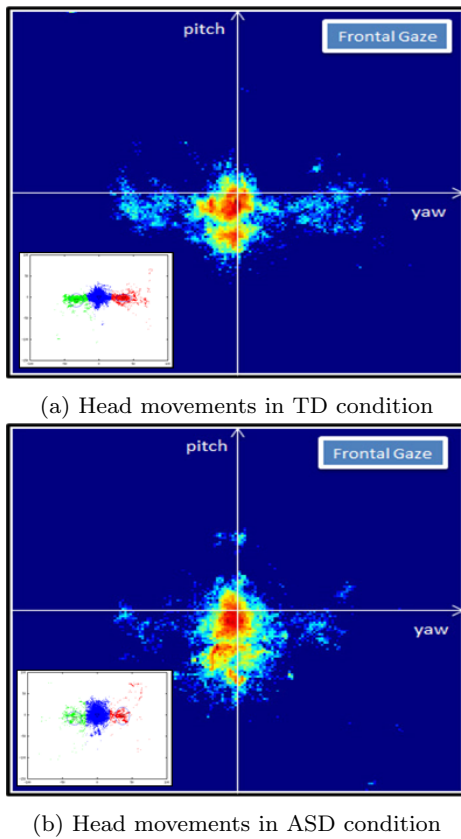 pitch
Frontal Gaze
yaw
(a) Head movements in TD condition
pitch
Frontal Gaze
yaw
(b) Head movements in ASD condition